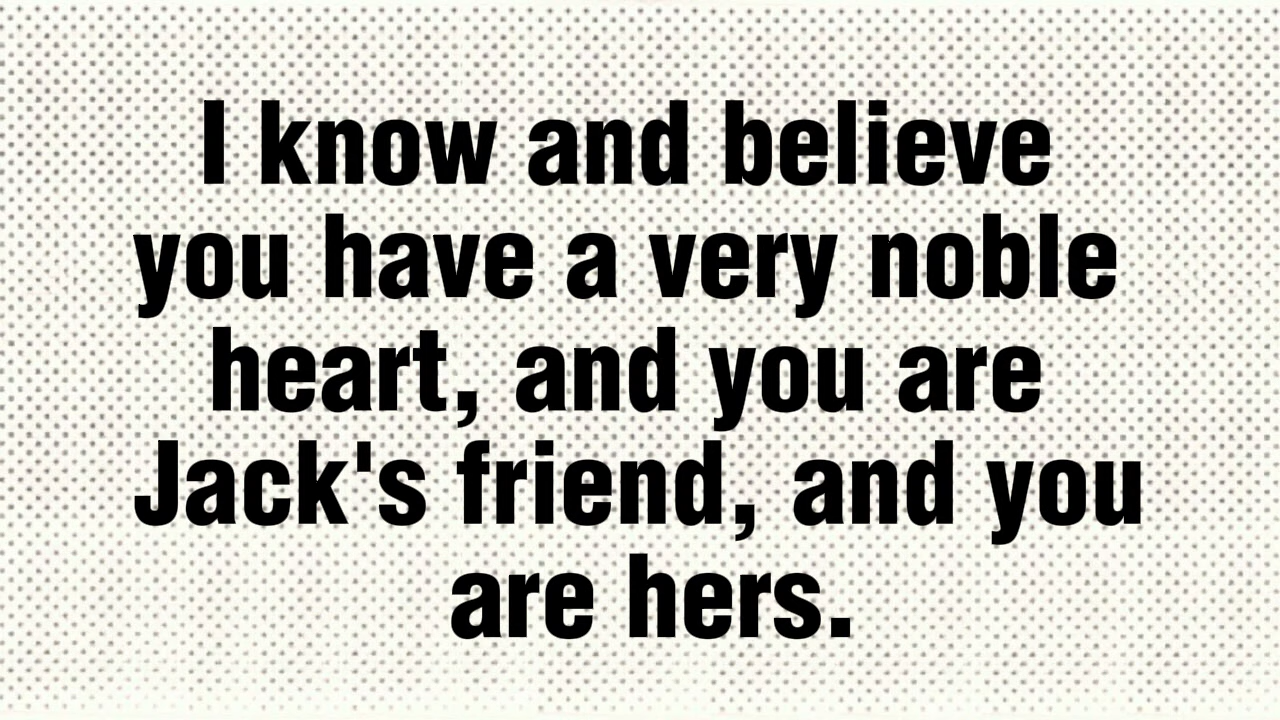 I know and believe
you have a very noble
heart, and you are
Jack's friend, and you
are hers.